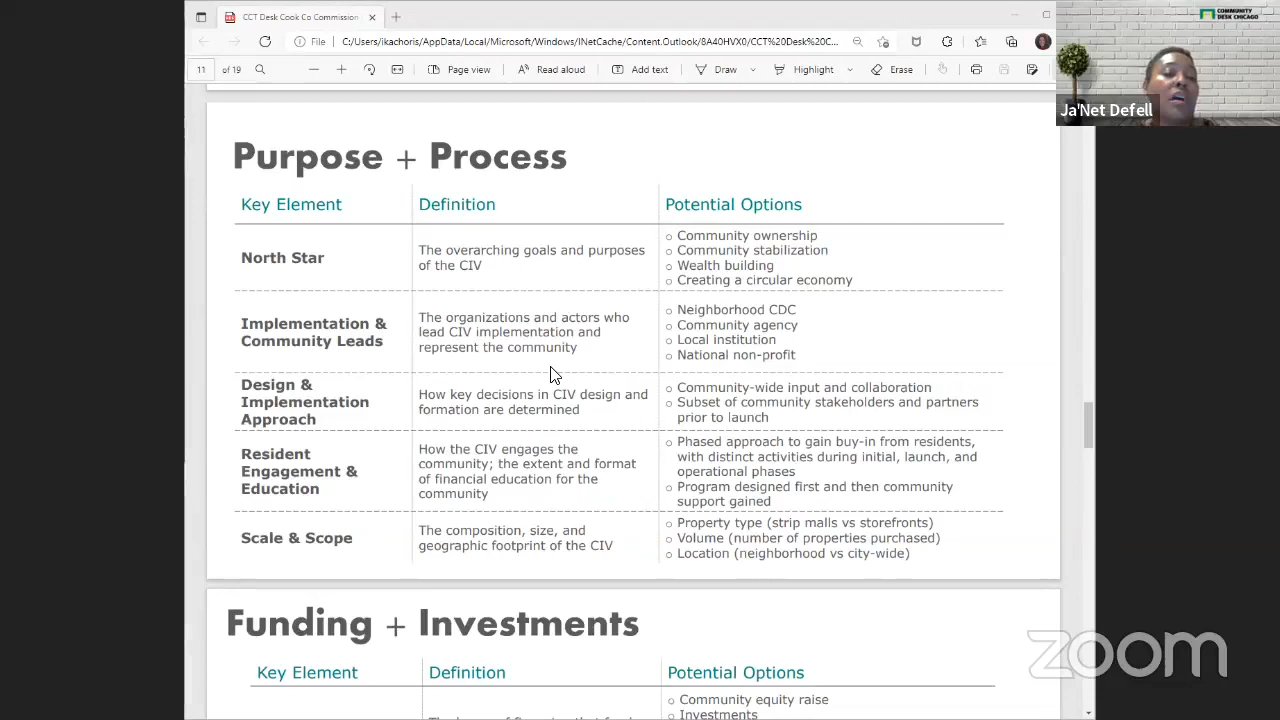 CCT Desk Cook Co Commission
File
INetCache/Content.Outlook/9A40HVX0/CCT%20Desk%20C...
11 of 19
Page view
Read aloud
Add text
Draw
Highlight
Erase
COMMUNITY
DESK CHICAGO
Ja'Net Defell
Purpose + Process
Key Element Definition Potential Options
North Star
The overarching goals and purposes
of the CIV
Community ownership
Community stabilization
Wealth building
Creating a circular economy
Implementation &
Community Leads
The organizations and actors who
lead CIV implementation and
represent the community
Neighborhood CDC
Community agency
Local institution
National non-profit
Design &
Implementation
Approach
How key decisions in CIV design and
formation are determined
Community-wide input and collaboration
Subset of community stakeholders and partners
prior to launch
Resident
Engagement &
Education
How the CIV engages the
community; the extent and format
of financial education for the
community
Phased approach to gain buy-in from residents,
with distinct activities during initial, launch, and
operational phases
Program designed first and then community
support gained
Scale & Scope
The composition, size, and
geographic footprint of the CIV
Property type (strip malls vs storefronts)
Volume (number of properties purchased)
Location (neighborhood vs city-wide)
Funding + Investments
Key Element Definition Potential Options
Community equity raise
Investments
zoom